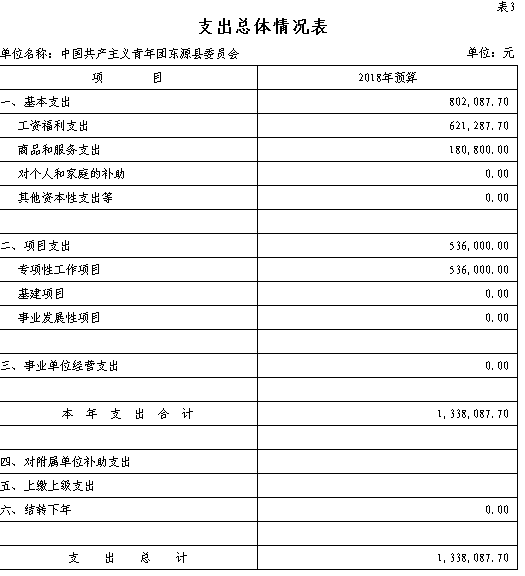 表3
支出总体情况表
单位名称：中国共产主义青年团东源县委员会 单位：元
项 目 2018年预算
一、基本支出 802,087.70
工资福利支出 621,287.70
商品和服务支出 180,800.00
对个人和家庭的补助 0.00
其他资本性支出等 0.00
二、项目支出 536,000.00
专项性工作项目 536,000.00
基建项目 0.00
事业发展性项目 0.00
三、事业单位经营支出 0.00
本 年 支 出 合 计 1,338,087.70
四、对附属单位补助支出
五、上缴上级支出
六、结转下年 0.00
支 出 总 计 1,338,087.70